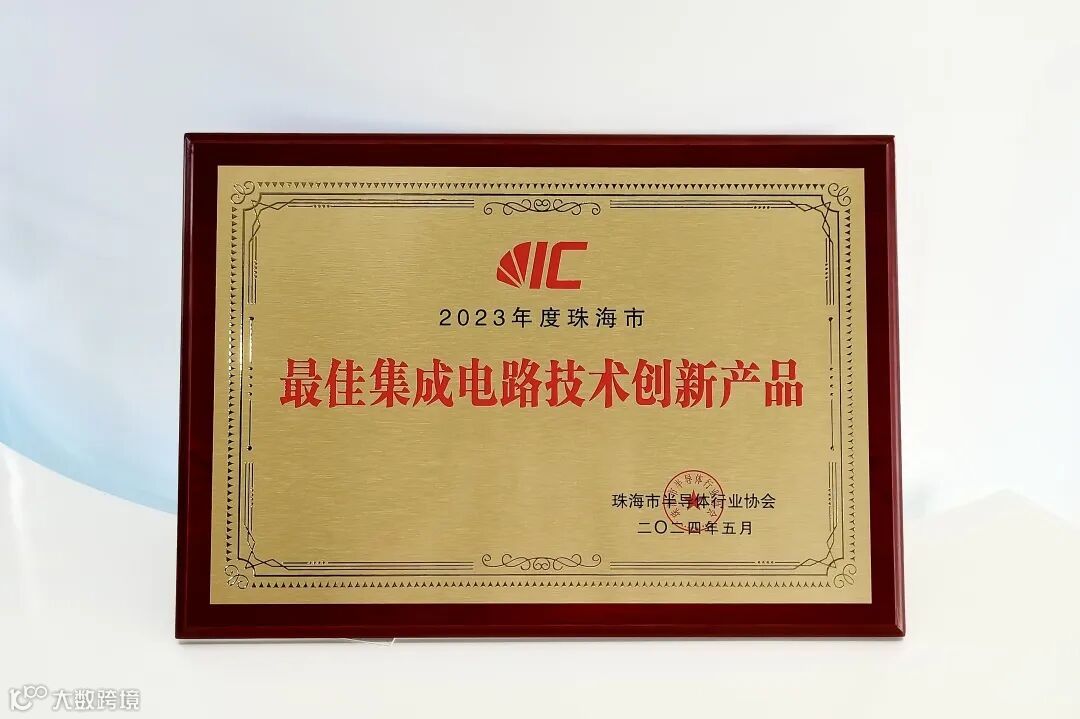 IC
2023年度珠海市
最佳集成电路技术创新产品
珠海市半导体行业协会
二〇二四年五月
大数跨境